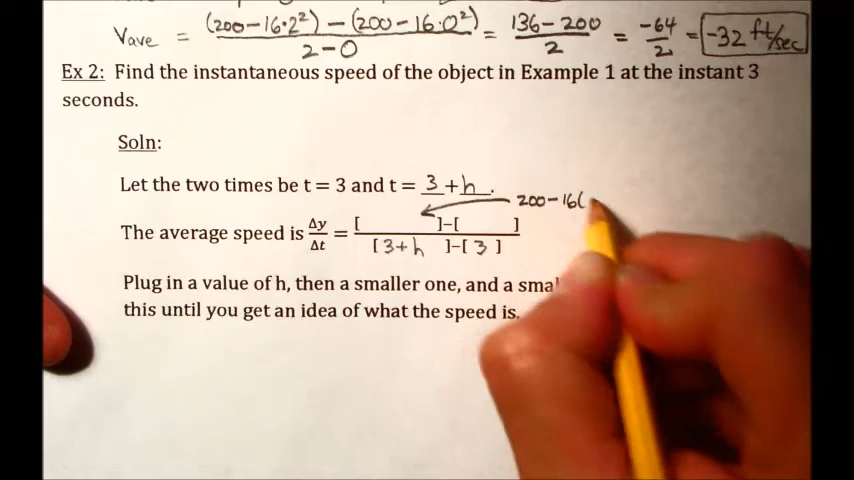 Vave = (200-16·2²) - (200-16·0²) / 2-0 = 136-200 / 2 = -64 / 2 = -32 ft/sec
Ex 2: Find the instantaneous speed of the object in Example 1 at the instant 3
seconds.
Soln:
Let the two times be t = 3 and t = 3+h.
200-16(
The average speed is Δy/Δt = [ ]-[ ] / [3+h ]-[ 3 ]
Plug in a value of h, then a smaller one, and a
this until you get an idea of what the speed is.